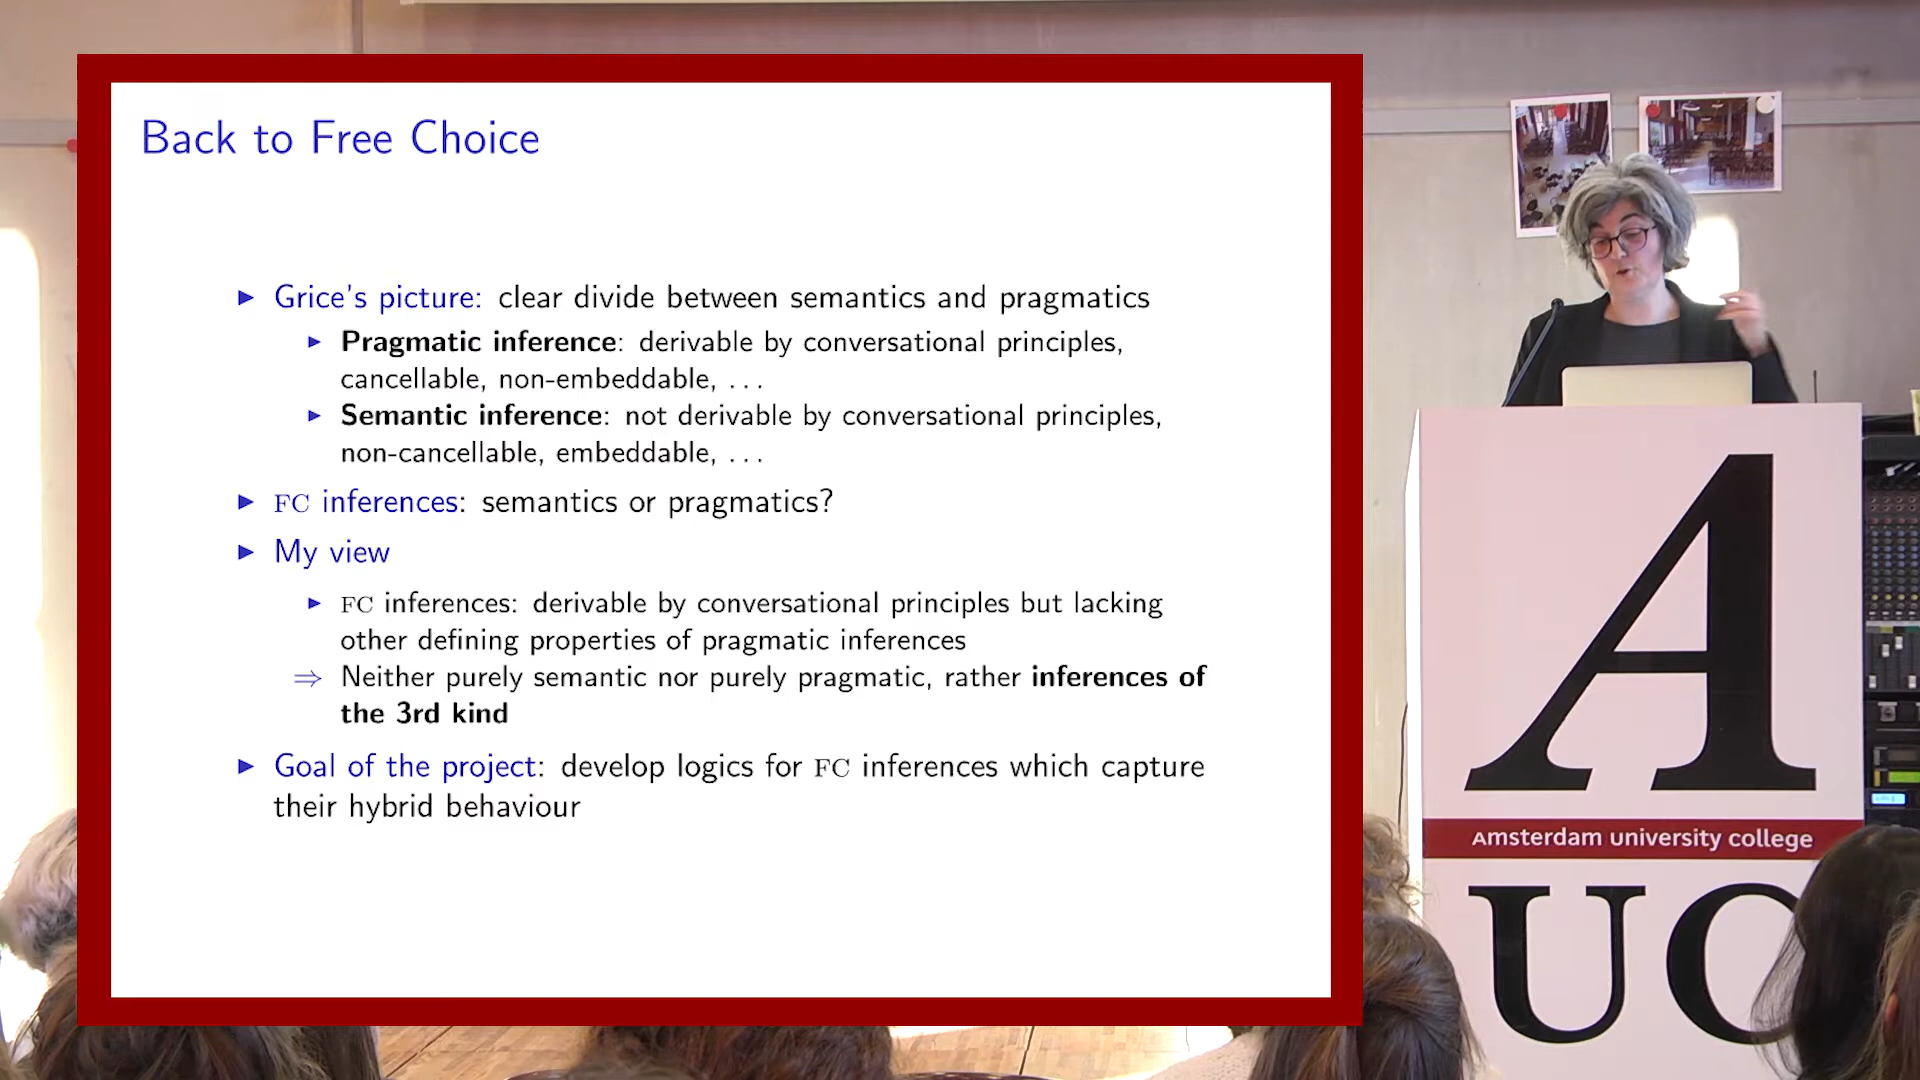 Back to Free Choice
▶ Grice's picture: clear divide between semantics and pragmatics
▶ Pragmatic inference: derivable by conversational principles,
cancellable, non-embeddable, . . .
▶ Semantic inference: not derivable by conversational principles,
non-cancellable, embeddable, . . .
▶ FC inferences: semantics or pragmatics?
▶ My view
▶ FC inferences: derivable by conversational principles but lacking
other defining properties of pragmatic inferences
⇒ Neither purely semantic nor purely pragmatic, rather inferences of
the 3rd kind
▶ Goal of the project: develop logics for FC inferences which capture
their hybrid behaviour
A
Amsterdam university college
UC